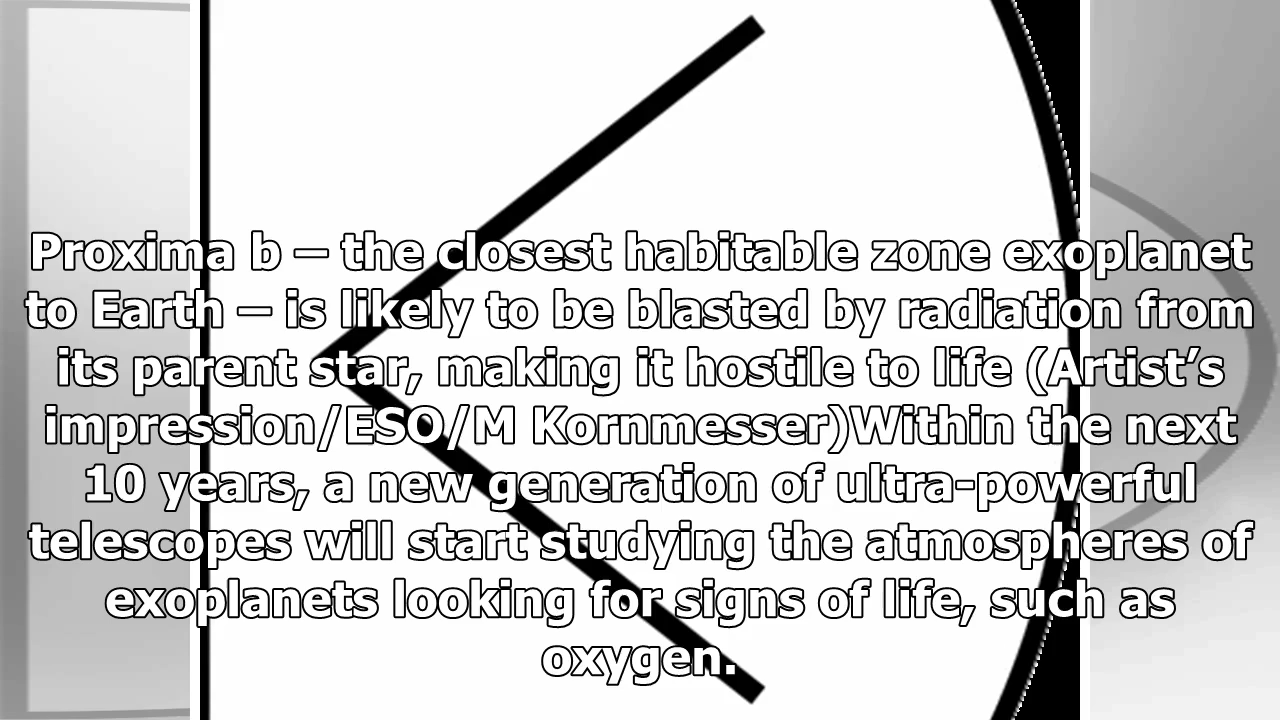 Proxima b — the closest habitable zone exoplanet
to Earth — is likely to be blasted by radiation from
its parent star, making it hostile to life (Artist’s
impression/ESO/M Kornmesser)Within the next
10 years, a new generation of ultra-powerful
telescopes will start studying the atmospheres of
exoplanets looking for signs of life, such as
oxygen.